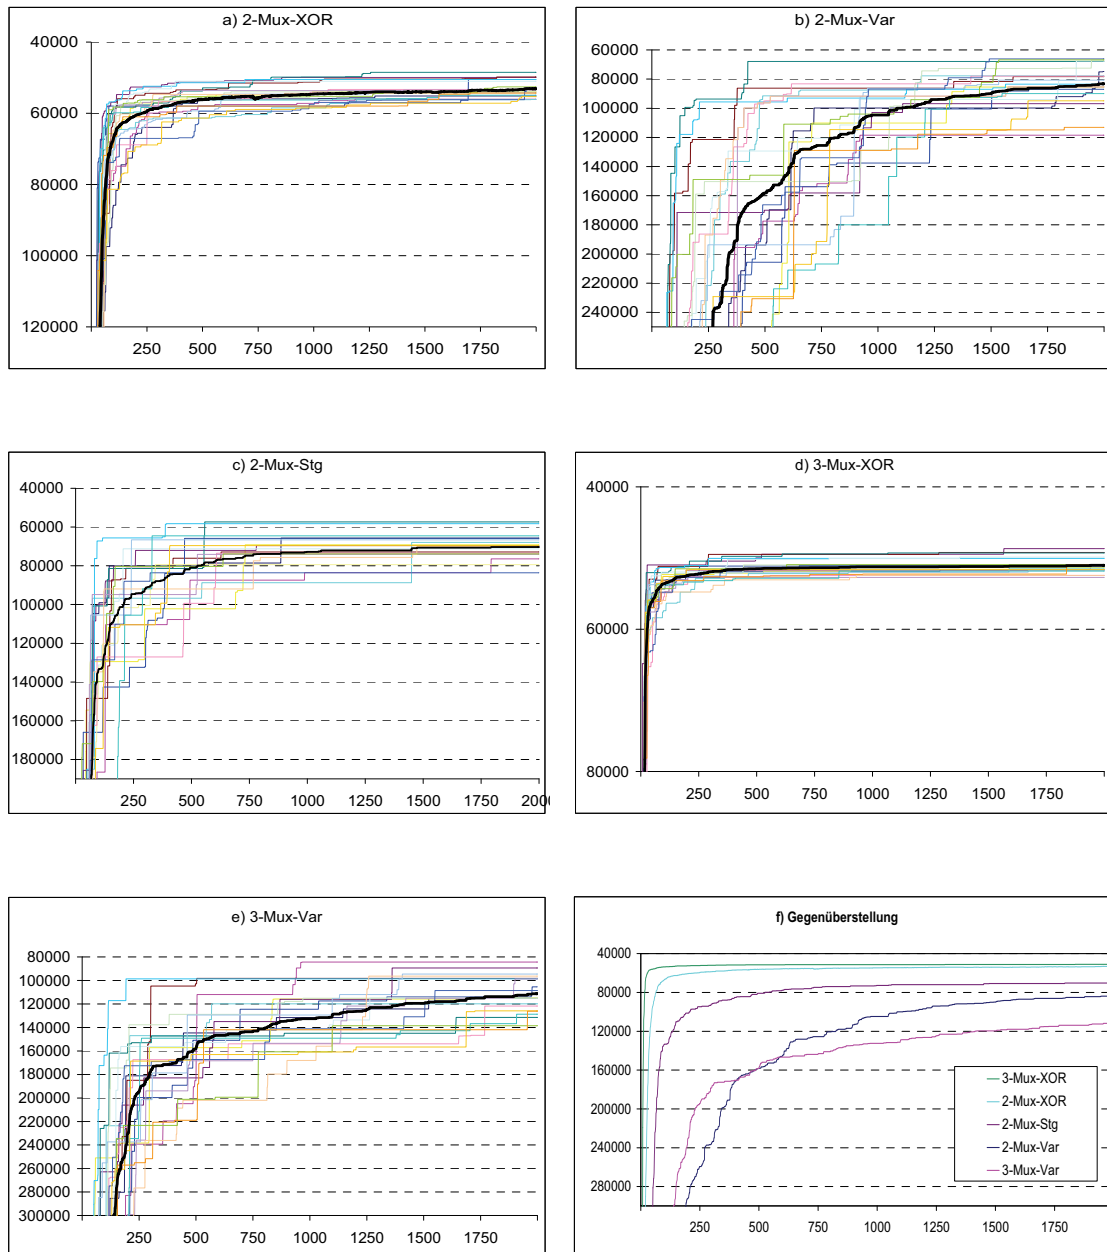 a) 2-Mux-XOR
40000
60000
80000
100000
120000
250 500 750 1000 1250 1500 1750
b) 2-Mux-Var
60000
80000
100000
120000
140000
160000
180000
200000
220000
240000
250 500 750 1000 1250 1500 1750
c) 2-Mux-Stg
40000
60000
80000
100000
120000
140000
160000
180000
250 500 750 1000 1250 1500 1750 2000
d) 3-Mux-XOR
40000
60000
80000
250 500 750 1000 1250 1500 1750
e) 3-Mux-Var
80000
100000
120000
140000
160000
180000
200000
220000
240000
260000
280000
300000
250 500 750 1000 1250 1500 1750
f) Gegenüberstellung
40000
80000
120000
160000
200000
240000
280000
250 500 750 1000 1250 1500 1750
3-Mux-XOR
2-Mux-XOR
2-Mux-Stg
2-Mux-Var
3-Mux-Var